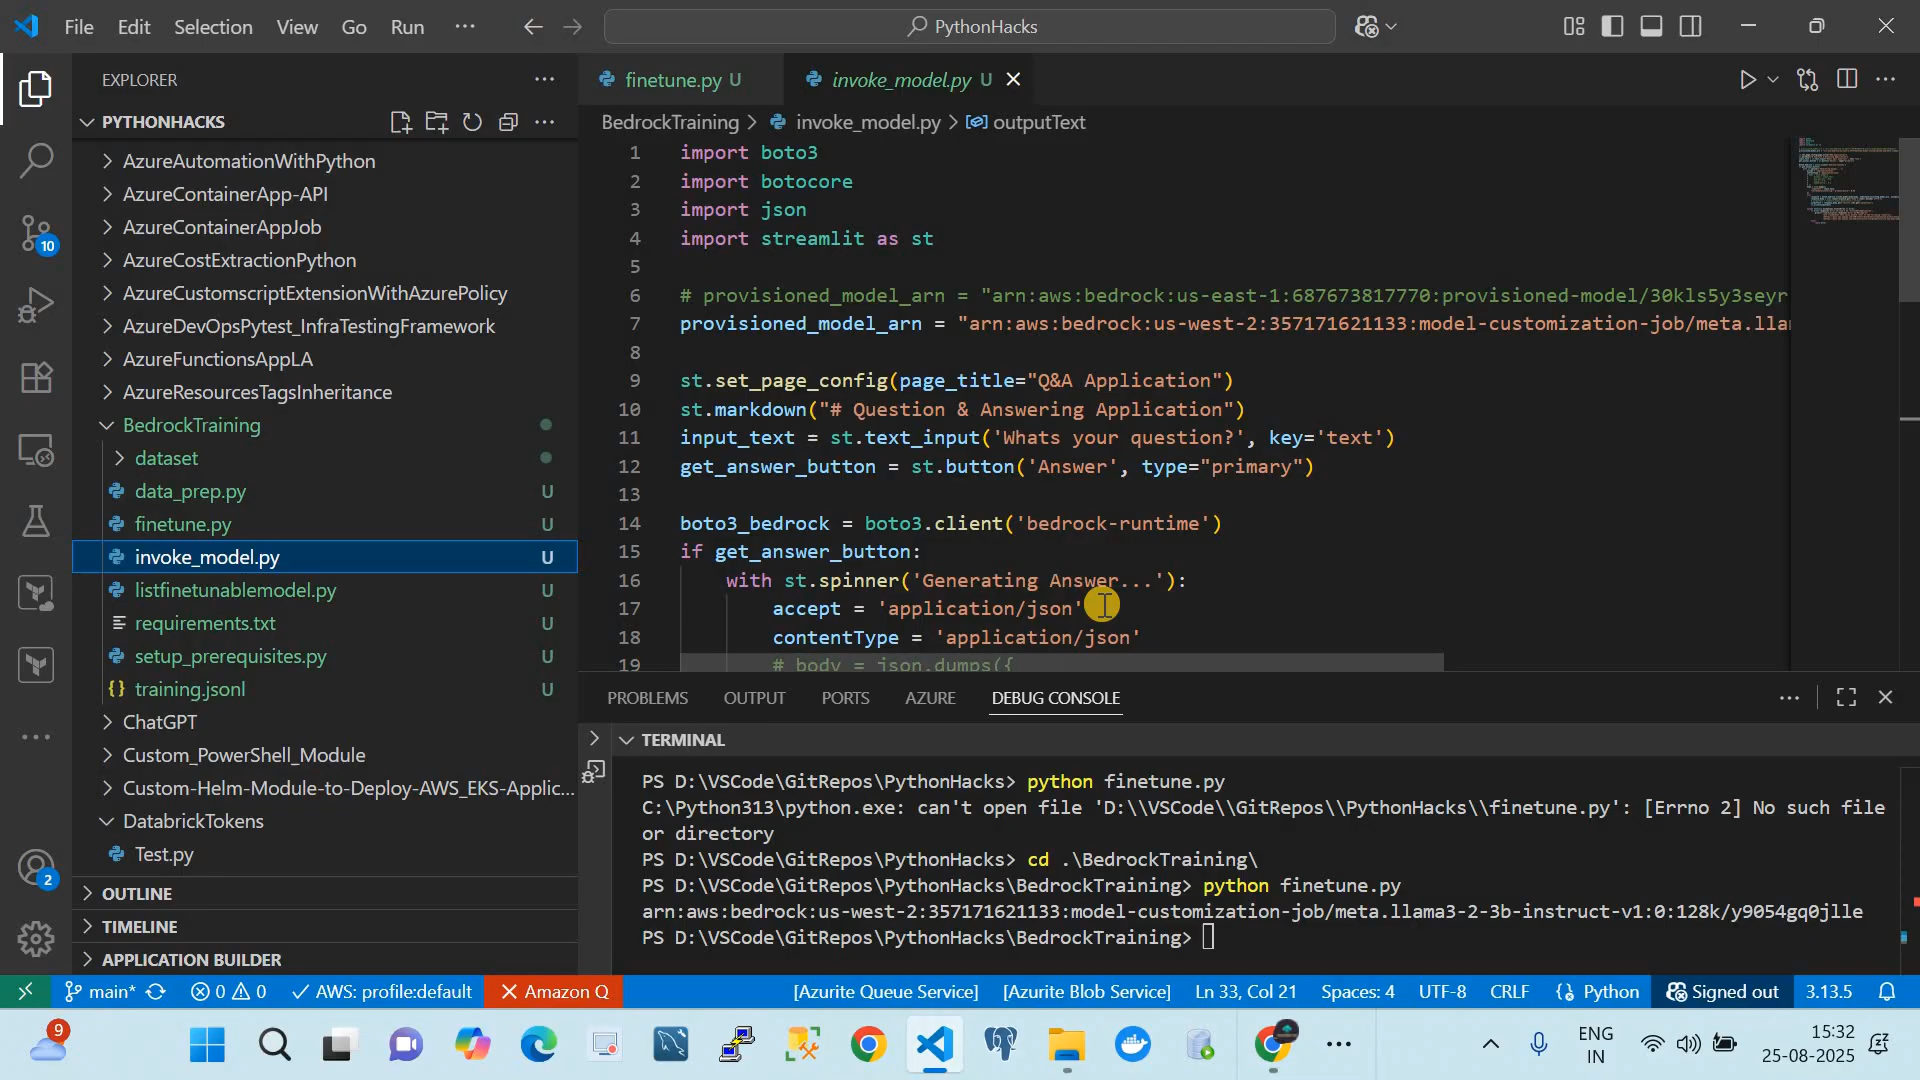 File Edit Selection View Go Run ··· PythonHacks
EXPLORER
PYTHONHACKS
AzureAutomationWithPython
AzureContainerApp-API
AzureContainerAppJob
AzureCostExtractionPython
AzureCustomscriptExtensionWithAzurePolicy
AzureDevOpsPytest_InfraTestingFramework
AzureFunctionsAppLA
AzureResourcesTagsInheritance
BedrockTraining
dataset
data_prep.py U
finetune.py U
invoke_model.py U
listfinetunablemodel.py U
requirements.txt U
setup_prerequisites.py U
training.jsonl U
ChatGPT
Custom_PowerShell_Module
Custom-Helm-Module-to-Deploy-AWS_EKS-Applic...
DatabrickTokens
Test.py
OUTLINE
TIMELINE
APPLICATION BUILDER
10
2
finetune.py U invoke_model.py U
BedrockTraining > invoke_model.py > outputText
1 import boto3
2 import botocore
3 import json
4 import streamlit as st
5
6 # provisioned_model_arn = "arn:aws:bedrock:us-east-1:687673817770:provisioned-model/30kls5y3seyr
7 provisioned_model_arn = "arn:aws:bedrock:us-west-2:357171621133:model-customization-job/meta.lla
8
9 st.set_page_config(page_title="Q&A Application")
10 st.markdown("# Question & Answering Application")
11 input_text = st.text_input('Whats your question?', key='text')
12 get_answer_button = st.button('Answer', type="primary")
13
14 boto3_bedrock = boto3.client('bedrock-runtime')
15 if get_answer_button:
16 with st.spinner('Generating Answer...'):
17 accept = 'application/json'
18 contentType = 'application/json'
19 # body = json.dumps({
PROBLEMS OUTPUT PORTS AZURE DEBUG CONSOLE
TERMINAL
PS D:\VSCode\GitRepos\PythonHacks> python finetune.py
C:\Python313\python.exe: can't open file 'D:\\VSCode\\GitRepos\\PythonHacks\\finetune.py': [Errno 2] No such file
or directory
PS D:\VSCode\GitRepos\PythonHacks> cd .\BedrockTraining\
PS D:\VSCode\GitRepos\PythonHacks\BedrockTraining> python finetune.py
arn:aws:bedrock:us-west-2:357171621133:model-customization-job/meta.llama3-2-3b-instruct-v1:0:128k/y9054gq0jlle
PS D:\VSCode\GitRepos\PythonHacks\BedrockTraining>
main* 0 0 AWS: profile:default Amazon Q [Azurite Queue Service] [Azurite Blob Service] Ln 33, Col 21 Spaces: 4 UTF-8 CRLF Python Signed out 3.13.5
9
ENG
IN
15:32
25-08-2025